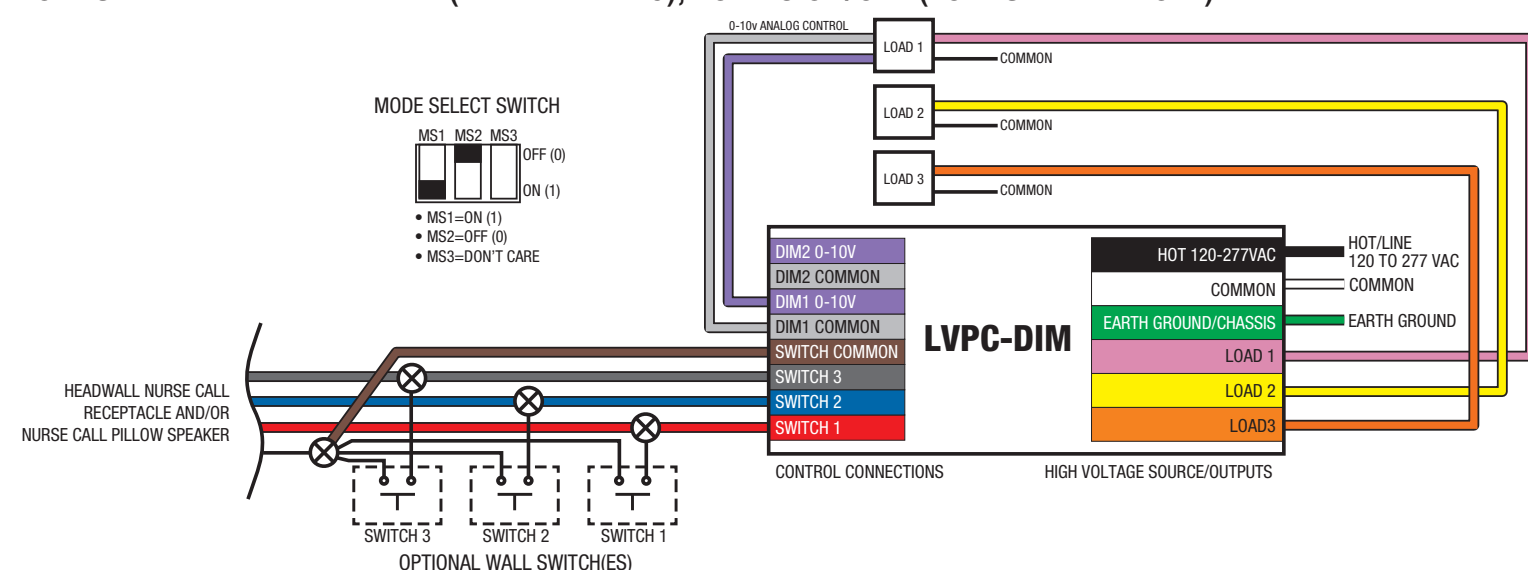 0-10v ANALOG CONTROL
LOAD 1
COMMON
MODE SELECT SWITCH
MS1 MS2 MS3
OFF (0)
ON (1)
• MS1=ON (1)
• MS2=OFF (0)
• MS3=DON'T CARE
LOAD 2
COMMON
LOAD 3
COMMON
DIM2 0-10V
DIM2 COMMON
DIM1 0-10V
DIM1 COMMON
SWITCH COMMON
SWITCH 3
SWITCH 2
SWITCH 1
LVPC-DIM
HOT 120-277VAC
COMMON
EARTH GROUND/CHASSIS
LOAD 1
LOAD 2
LOAD3
HOT/LINE
120 TO 277 VAC
COMMON
EARTH GROUND
HEADWALL NURSE CALL
RECEPTACLE AND/OR
NURSE CALL PILLOW SPEAKER
CONTROL CONNECTIONS
HIGH VOLTAGE SOURCE/OUTPUTS
SWITCH 3
SWITCH 2
SWITCH 1
OPTIONAL WALL SWITCH(ES)